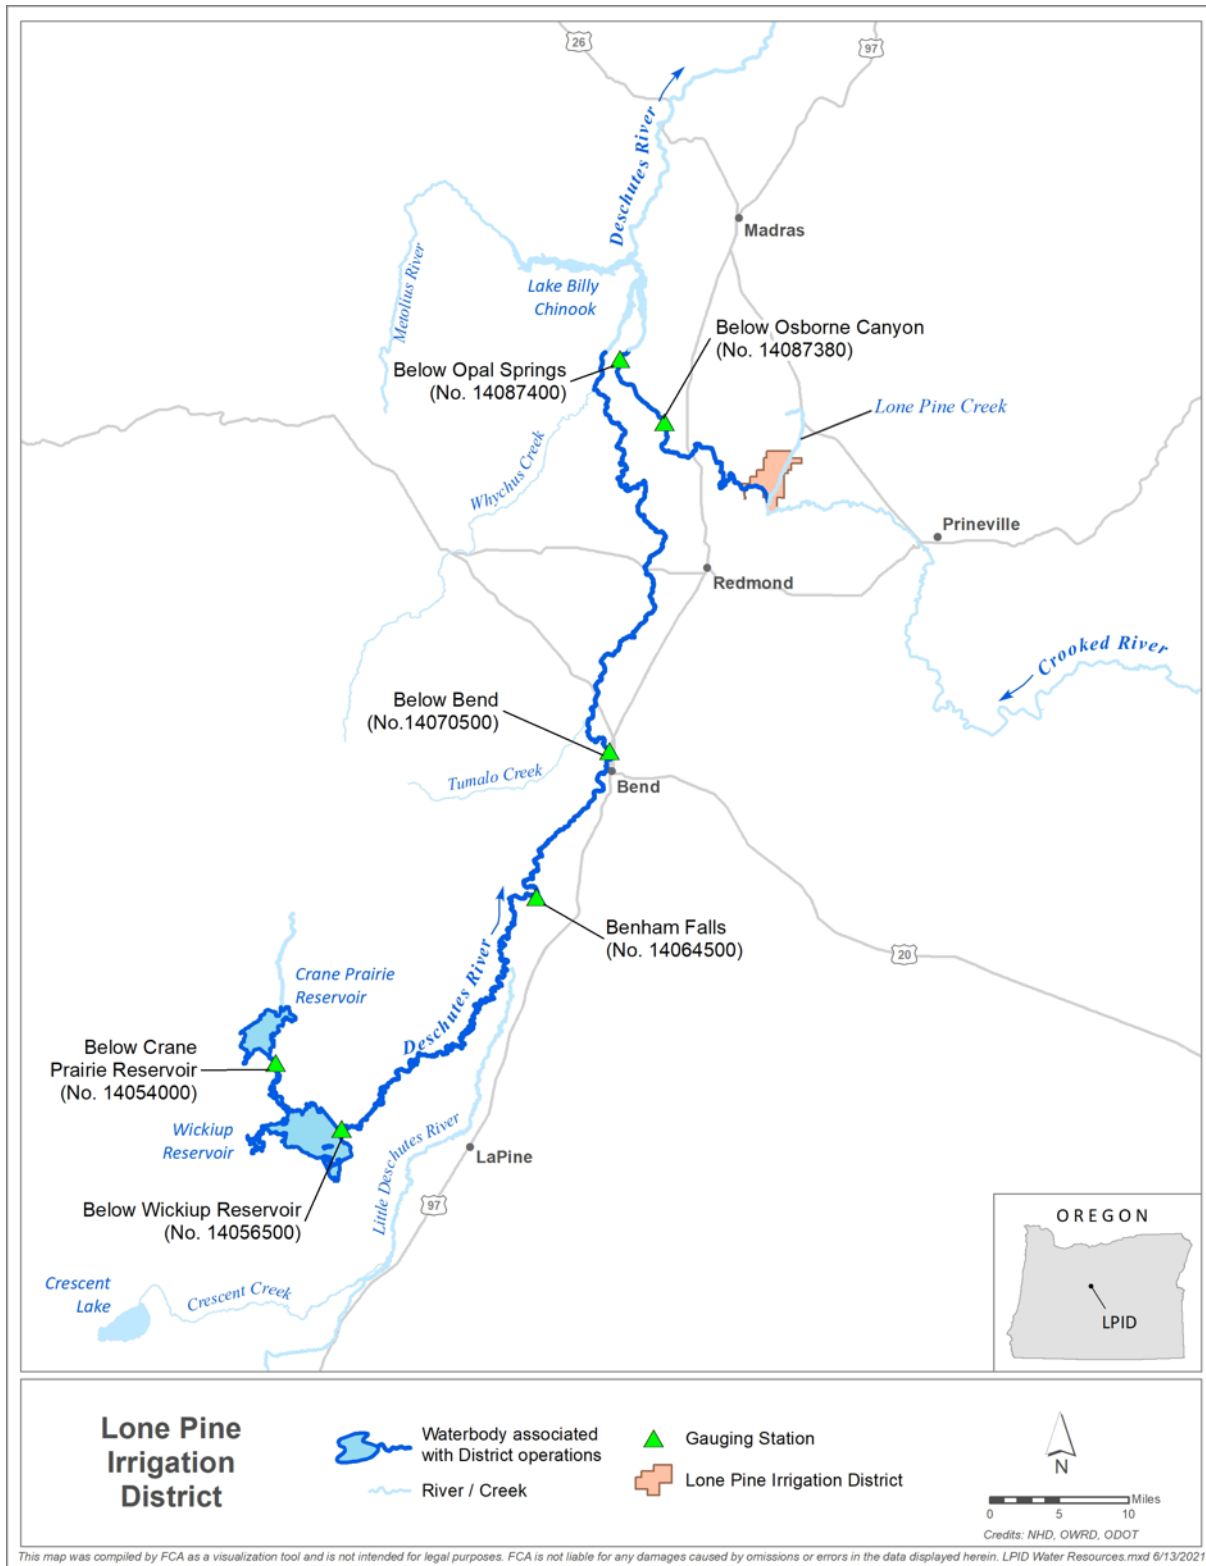 26
97
Deschutes River
Madras
Metolius River
Lake Billy
Chinook
Below Osborne Canyon
(No. 14087380)
Below Opal Springs
(No. 14087400)
Lone Pine Creek
Whychus Creek
Prineville
Redmond
Crooked River
Below Bend
(No.14070500)
Tumalo Creek
Bend
Benham Falls
(No. 14064500)
20
Deschutes River
Crane Prairie
Reservoir
Below Crane
Prairie Reservoir
(No. 14054000)
Wickiup
Reservoir
Little Deschutes River
LaPine
97
Below Wickiup Reservoir
(No. 14056500)
Crescent
Lake
Crescent Creek
OREGON
LPID
Lone Pine
Irrigation
District
Waterbody associated
with District operations
River / Creek
Gauging Station
Lone Pine Irrigation District
N
Miles
0 5 10
Credits: NHD, OWRD, ODOT
This map was compiled by FCA as a visualization tool and is not intended for legal purposes. FCA is not liable for any damages caused by omissions or errors in the data displayed herein. LPID Water Resources.mxd 6/13/2021